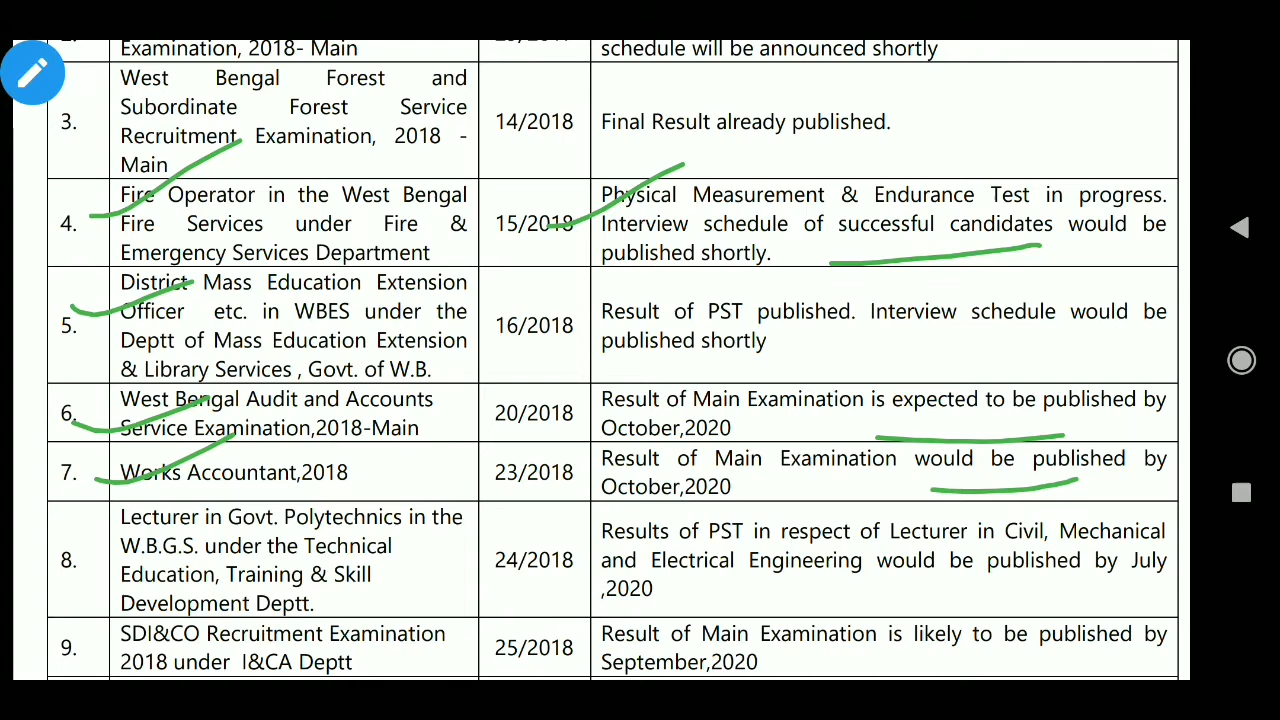 Examination, 2018- Main
schedule will be announced shortly
3.
West Bengal Forest and
Subordinate Forest Service
Recruitment Examination, 2018 -
Main
14/2018
Final Result already published.
4.
Fire Operator in the West Bengal
Fire Services under Fire &
Emergency Services Department
15/2018
Physical Measurement & Endurance Test in progress.
Interview schedule of successful candidates would be
published shortly.
5.
District Mass Education Extension
Officer etc. in WBES under the
Deptt of Mass Education Extension
& Library Services , Govt. of W.B.
16/2018
Result of PST published. Interview schedule would be
published shortly
6.
West Bengal Audit and Accounts
Service Examination,2018-Main
20/2018
Result of Main Examination is expected to be published by
October,2020
7.
Works Accountant,2018
23/2018
Result of Main Examination would be published by
October,2020
8.
Lecturer in Govt. Polytechnics in the
W.B.G.S. under the Technical
Education, Training & Skill
Development Deptt.
24/2018
Results of PST in respect of Lecturer in Civil, Mechanical
and Electrical Engineering would be published by July
,2020
9.
SDI&CO Recruitment Examination
2018 under I&CA Deptt
25/2018
Result of Main Examination is likely to be published by
September,2020